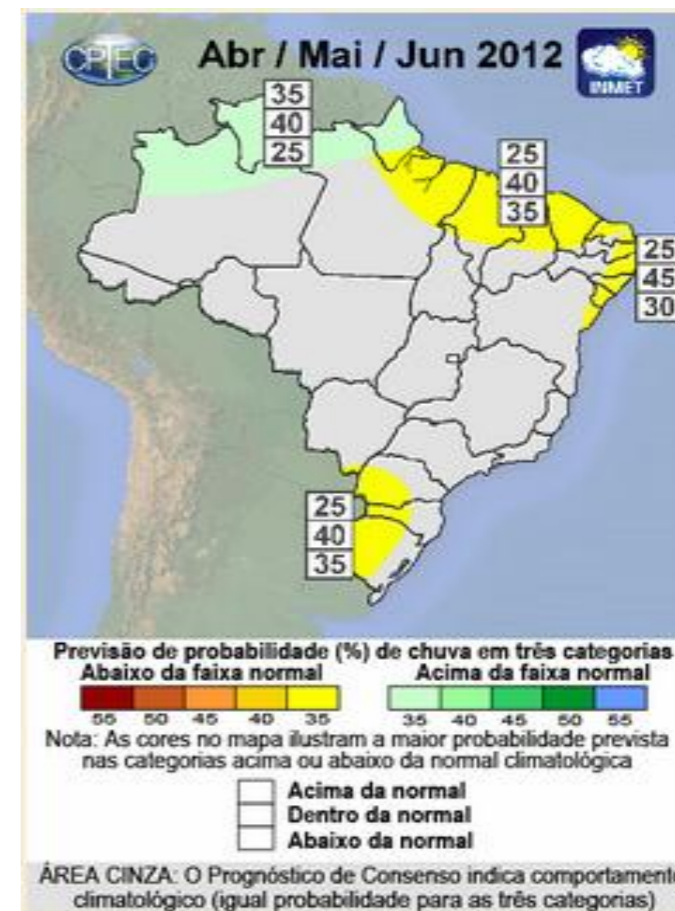 CPTEC
Abr / Mai / Jun 2012
INMET
35
40
25
25
40
35
25
45
30
25
40
35
Previsão de probabilidade (%) de chuva em três categorias
Abaixo da faixa normal
Acima da faixa normal
55 50 45 40 35
35 40 45 50 55
Nota: As cores no mapa ilustram a maior probabilidade prevista
nas categorias acima ou abaixo da normal climatológica
Acima da normal
Dentro da normal
Abaixo da normal
ÁREA CINZA: O Prognóstico de Consenso indica comportamento
climatológico (igual probabilidade para as três categorias)